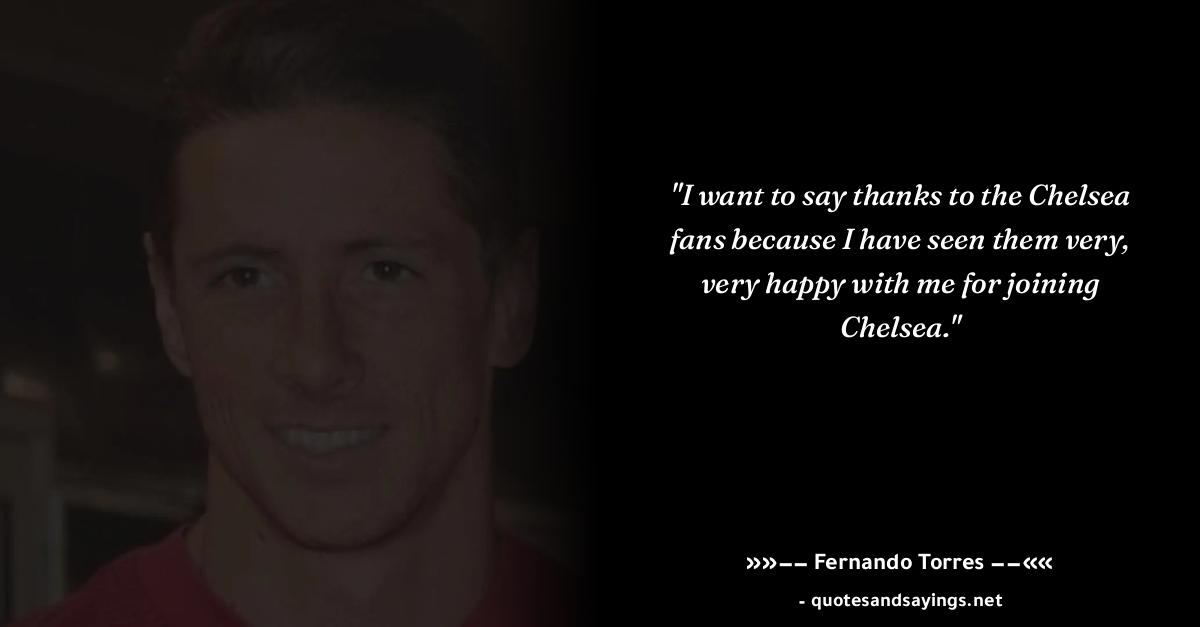 "I want to say thanks to the Chelsea
fans because I have seen them very,
very happy with me for joining
Chelsea."
»»−− Fernando Torres −−««
- quotesandsayings.net